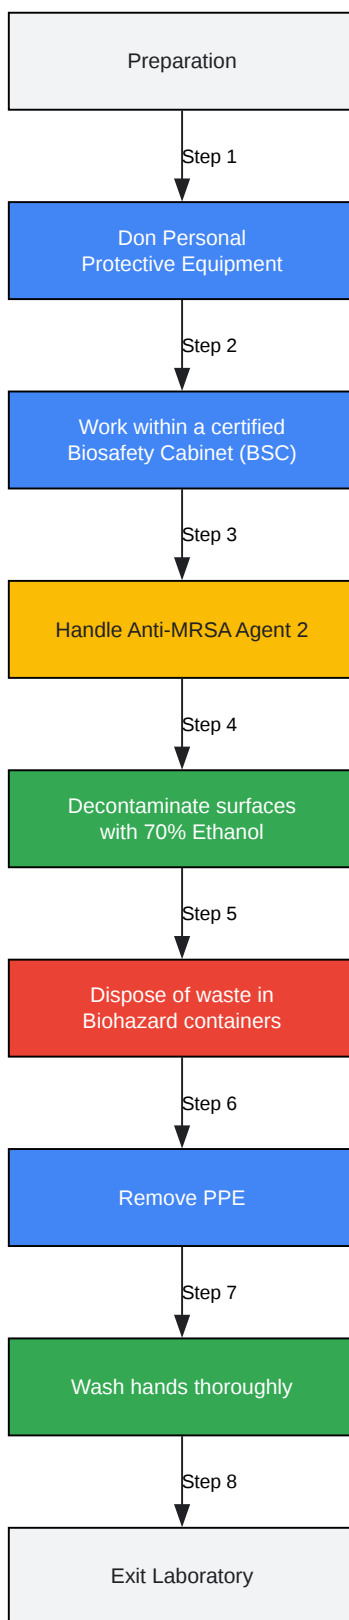 Preparation
Step 1
Don Personal
Protective Equipment
Step 2
Work within a certified
Biosafety Cabinet (BSC)
Step 3
Handle Anti-MRSA Agent 2
Step 4
Decontaminate surfaces
with 70% Ethanol
Step 5
Dispose of waste in
Biohazard containers
Step 6
Remove PPE
Step 7
Wash hands thoroughly
Step 8
Exit Laboratory